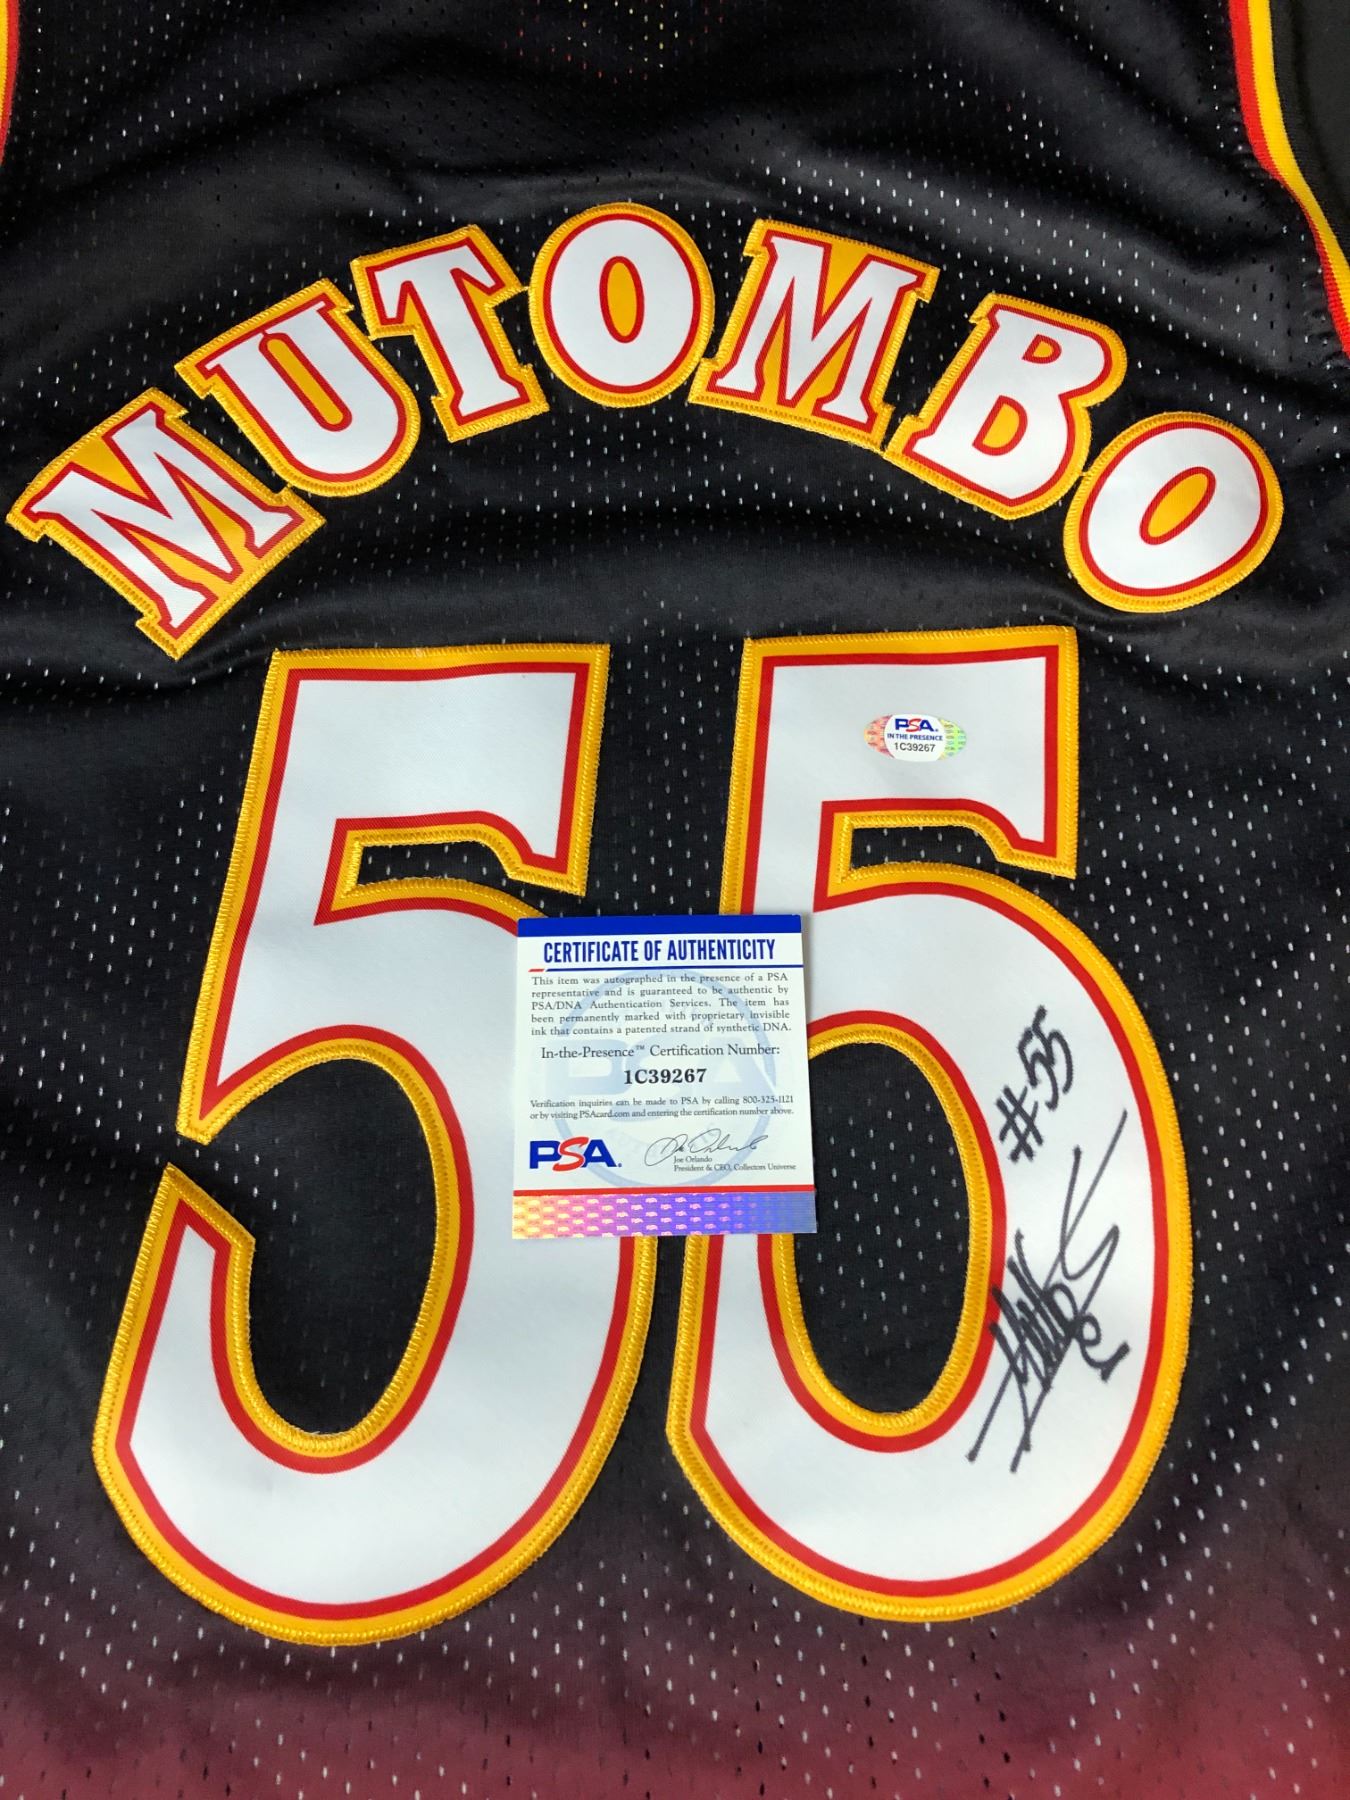 MUTOMBO
55
PSA
IN THE PRESENCE
1C39267
CERTIFICATE OF AUTHENTICITY
This item was autographed in the presence of a PSA
representative and is guaranteed to be authentic by
PSA/DNA Authentication Services. The item has
been permanently marked with proprietary invisible
ink that contains a patented strand of synthetic DNA.
In-the-Presence™ Certification Number:
1C39267
Verification inquiries can be made to PSA by calling 800-325-1121
or by visiting PSAcard.com and entering the certification number above.
PSA.
Joe Orlando
President & CEO, Collectors Universe
#55